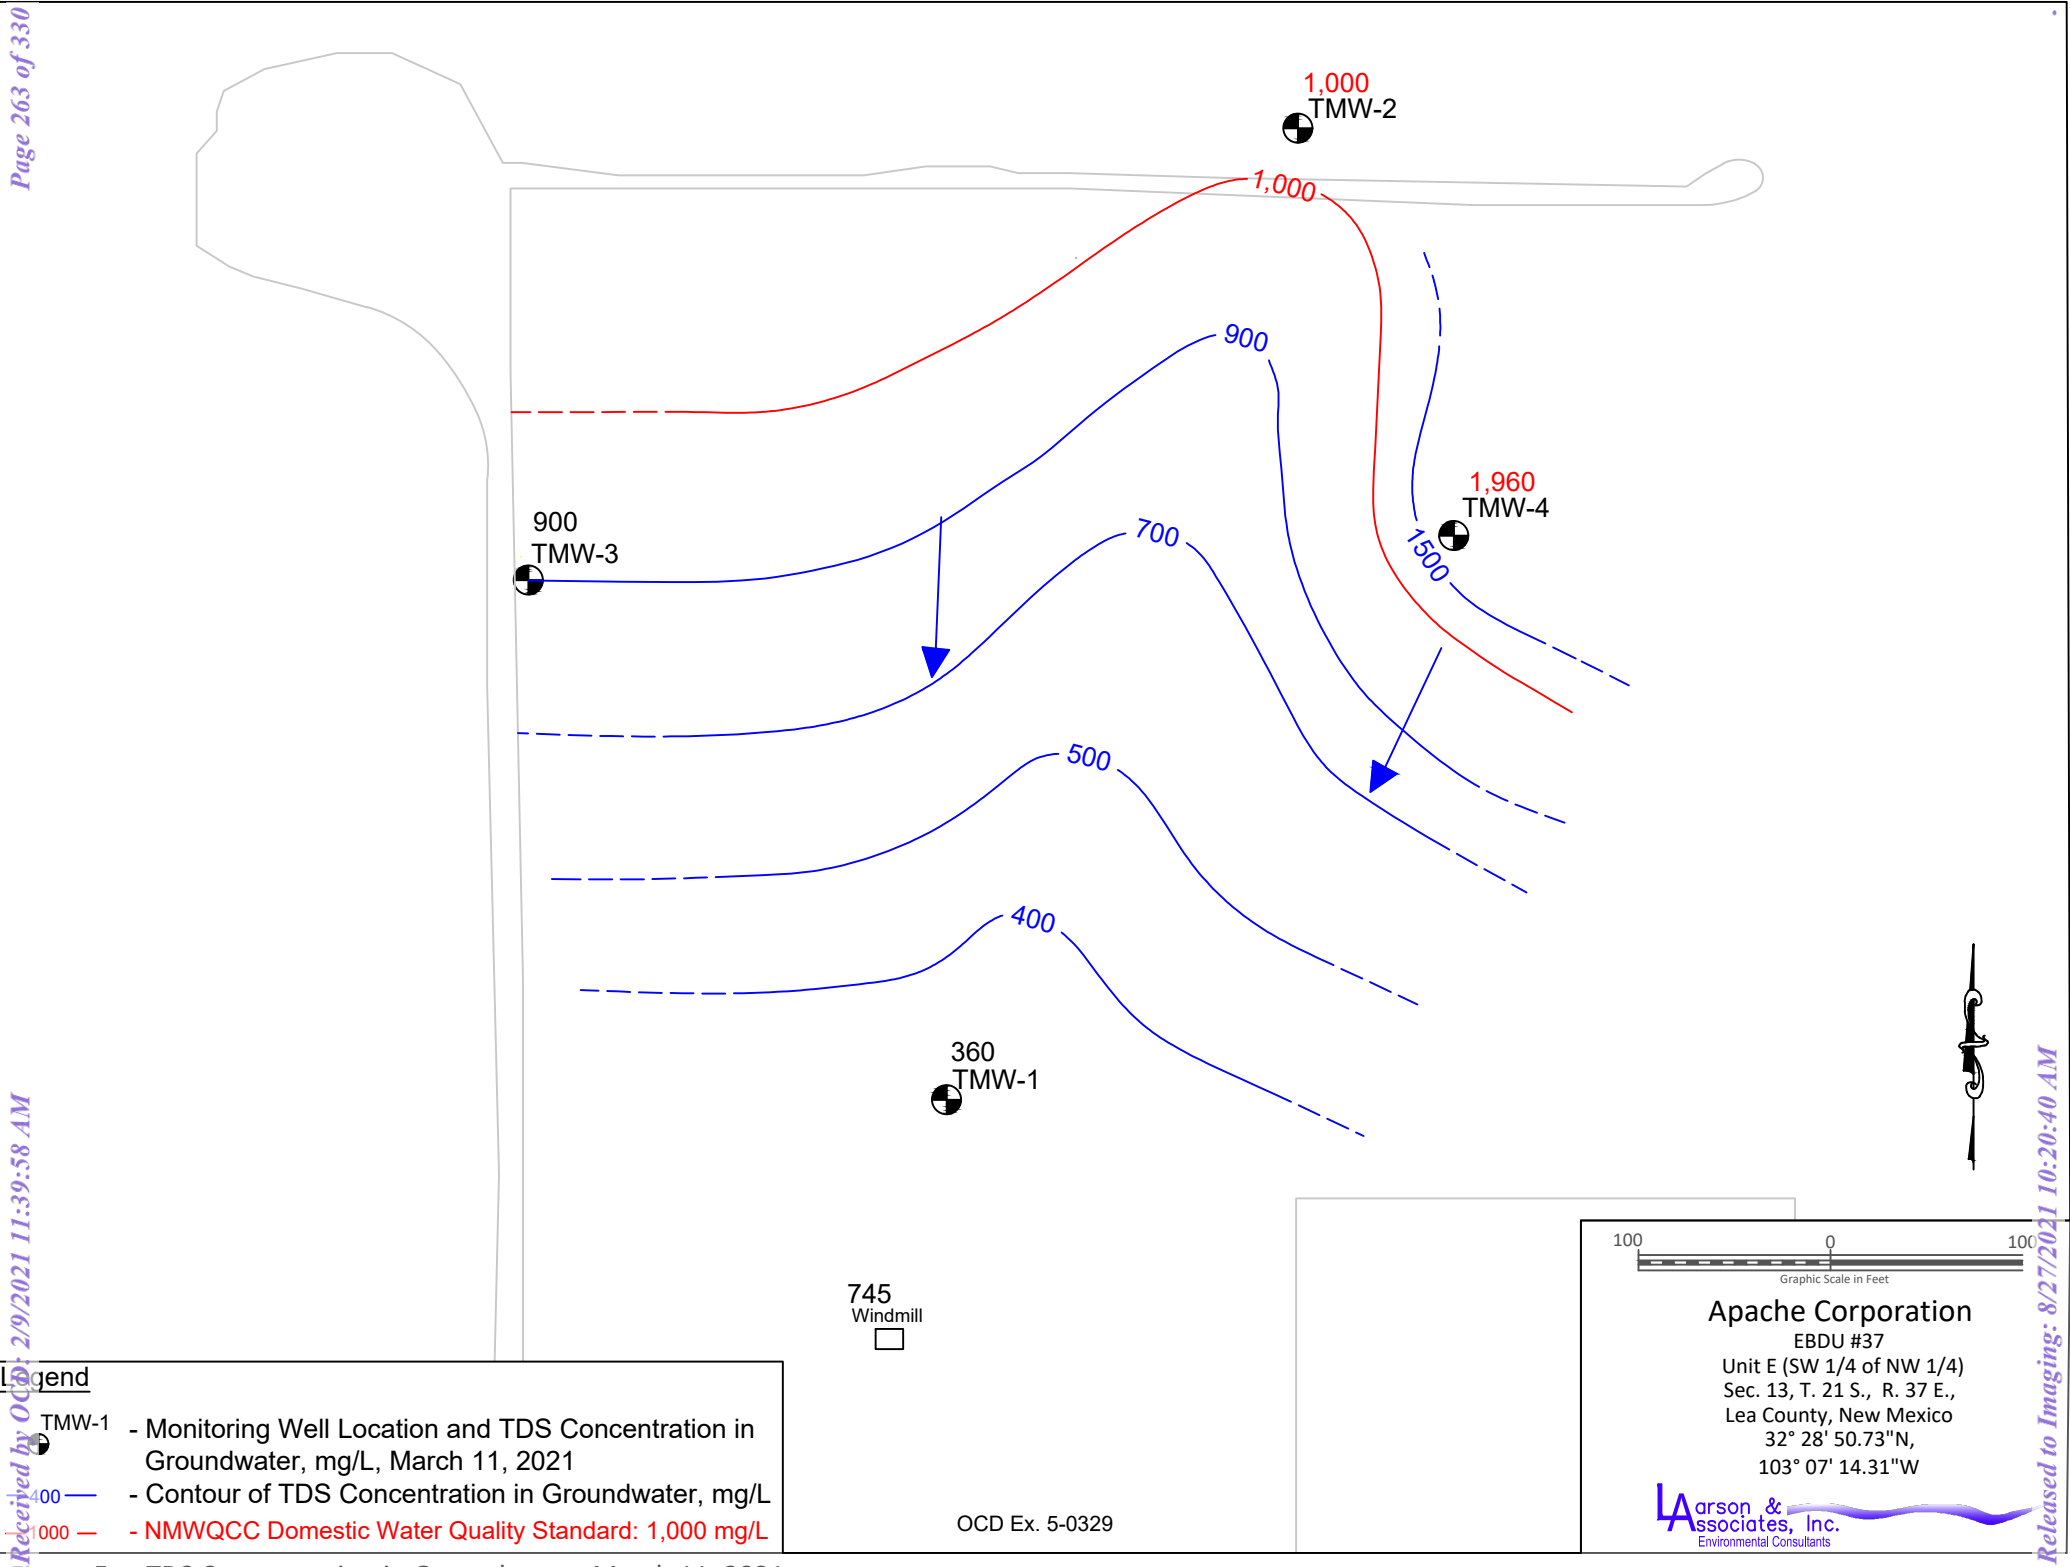 Page 263 of 330
1,000
TMW-2
1,000
900
1,960
TMW-4
900
TMW-3
700
1500
500
400
360
TMW-1
745
Windmill
Received by OCD: 2/9/2021 11:39:58 AM
Released to Imaging: 8/27/2021 10:20:40 AM
100 0 100
Graphic Scale in Feet
Apache Corporation
EBDU #37
Unit E (SW 1/4 of NW 1/4)
Sec. 13, T. 21 S., R. 37 E.,
Lea County, New Mexico
32° 28' 50.73"N,
103° 07' 14.31"W
Larson &
Associates, Inc.
Environmental Consultants
Legend
TMW-1 - Monitoring Well Location and TDS Concentration in
Groundwater, mg/L, March 11, 2021
400 - Contour of TDS Concentration in Groundwater, mg/L
1000 - NMWQCC Domestic Water Quality Standard: 1,000 mg/L
OCD Ex. 5-0329